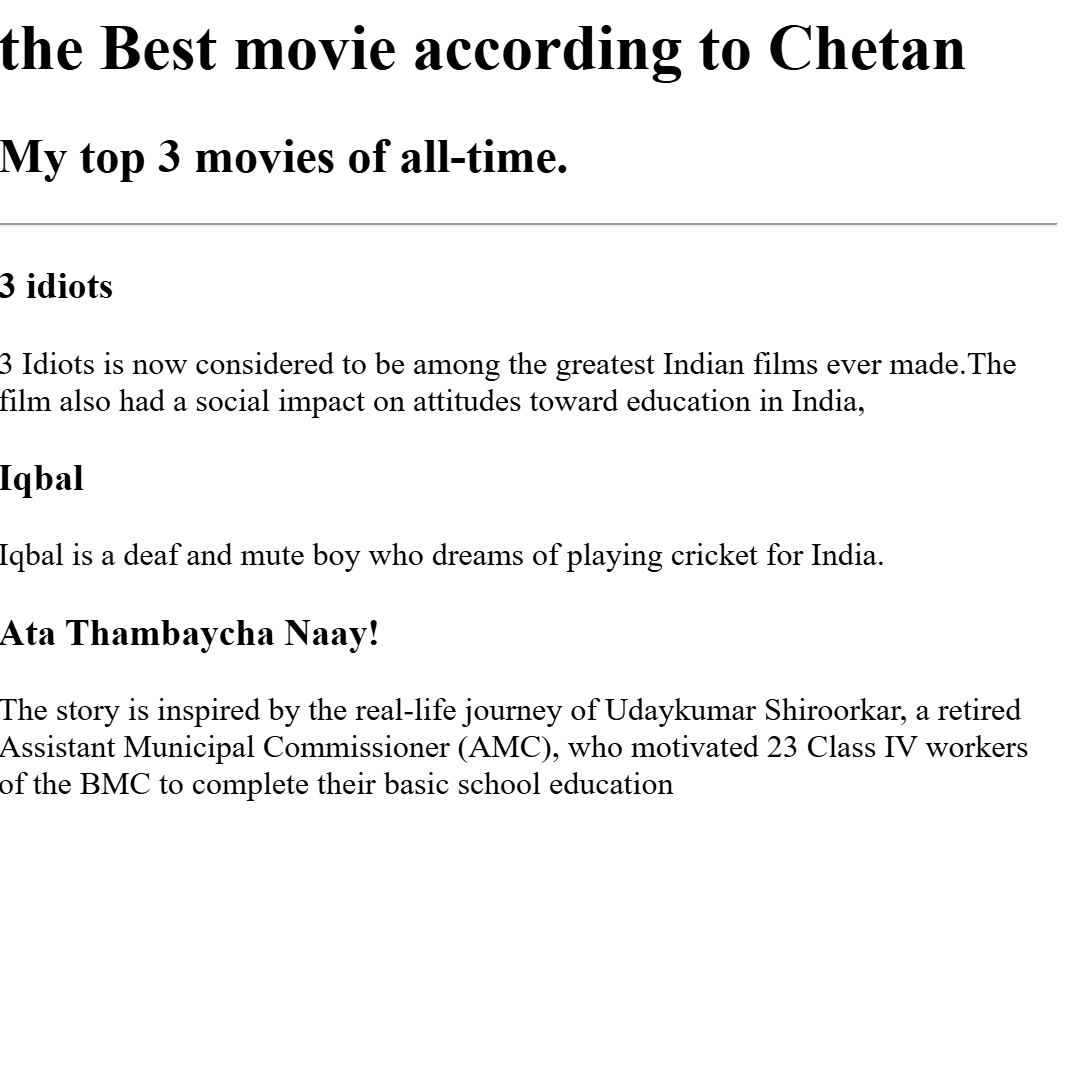 the Best movie according to Chetan
My top 3 movies of all-time.
3 idiots
3 Idiots is now considered to be among the greatest Indian films ever made.The
film also had a social impact on attitudes toward education in India,
Iqbal
Iqbal is a deaf and mute boy who dreams of playing cricket for India.
Ata Thambaycha Naay!
The story is inspired by the real-life journey of Udaykumar Shiroorkar, a retired
Assistant Municipal Commissioner (AMC), who motivated 23 Class IV workers
of the BMC to complete their basic school education